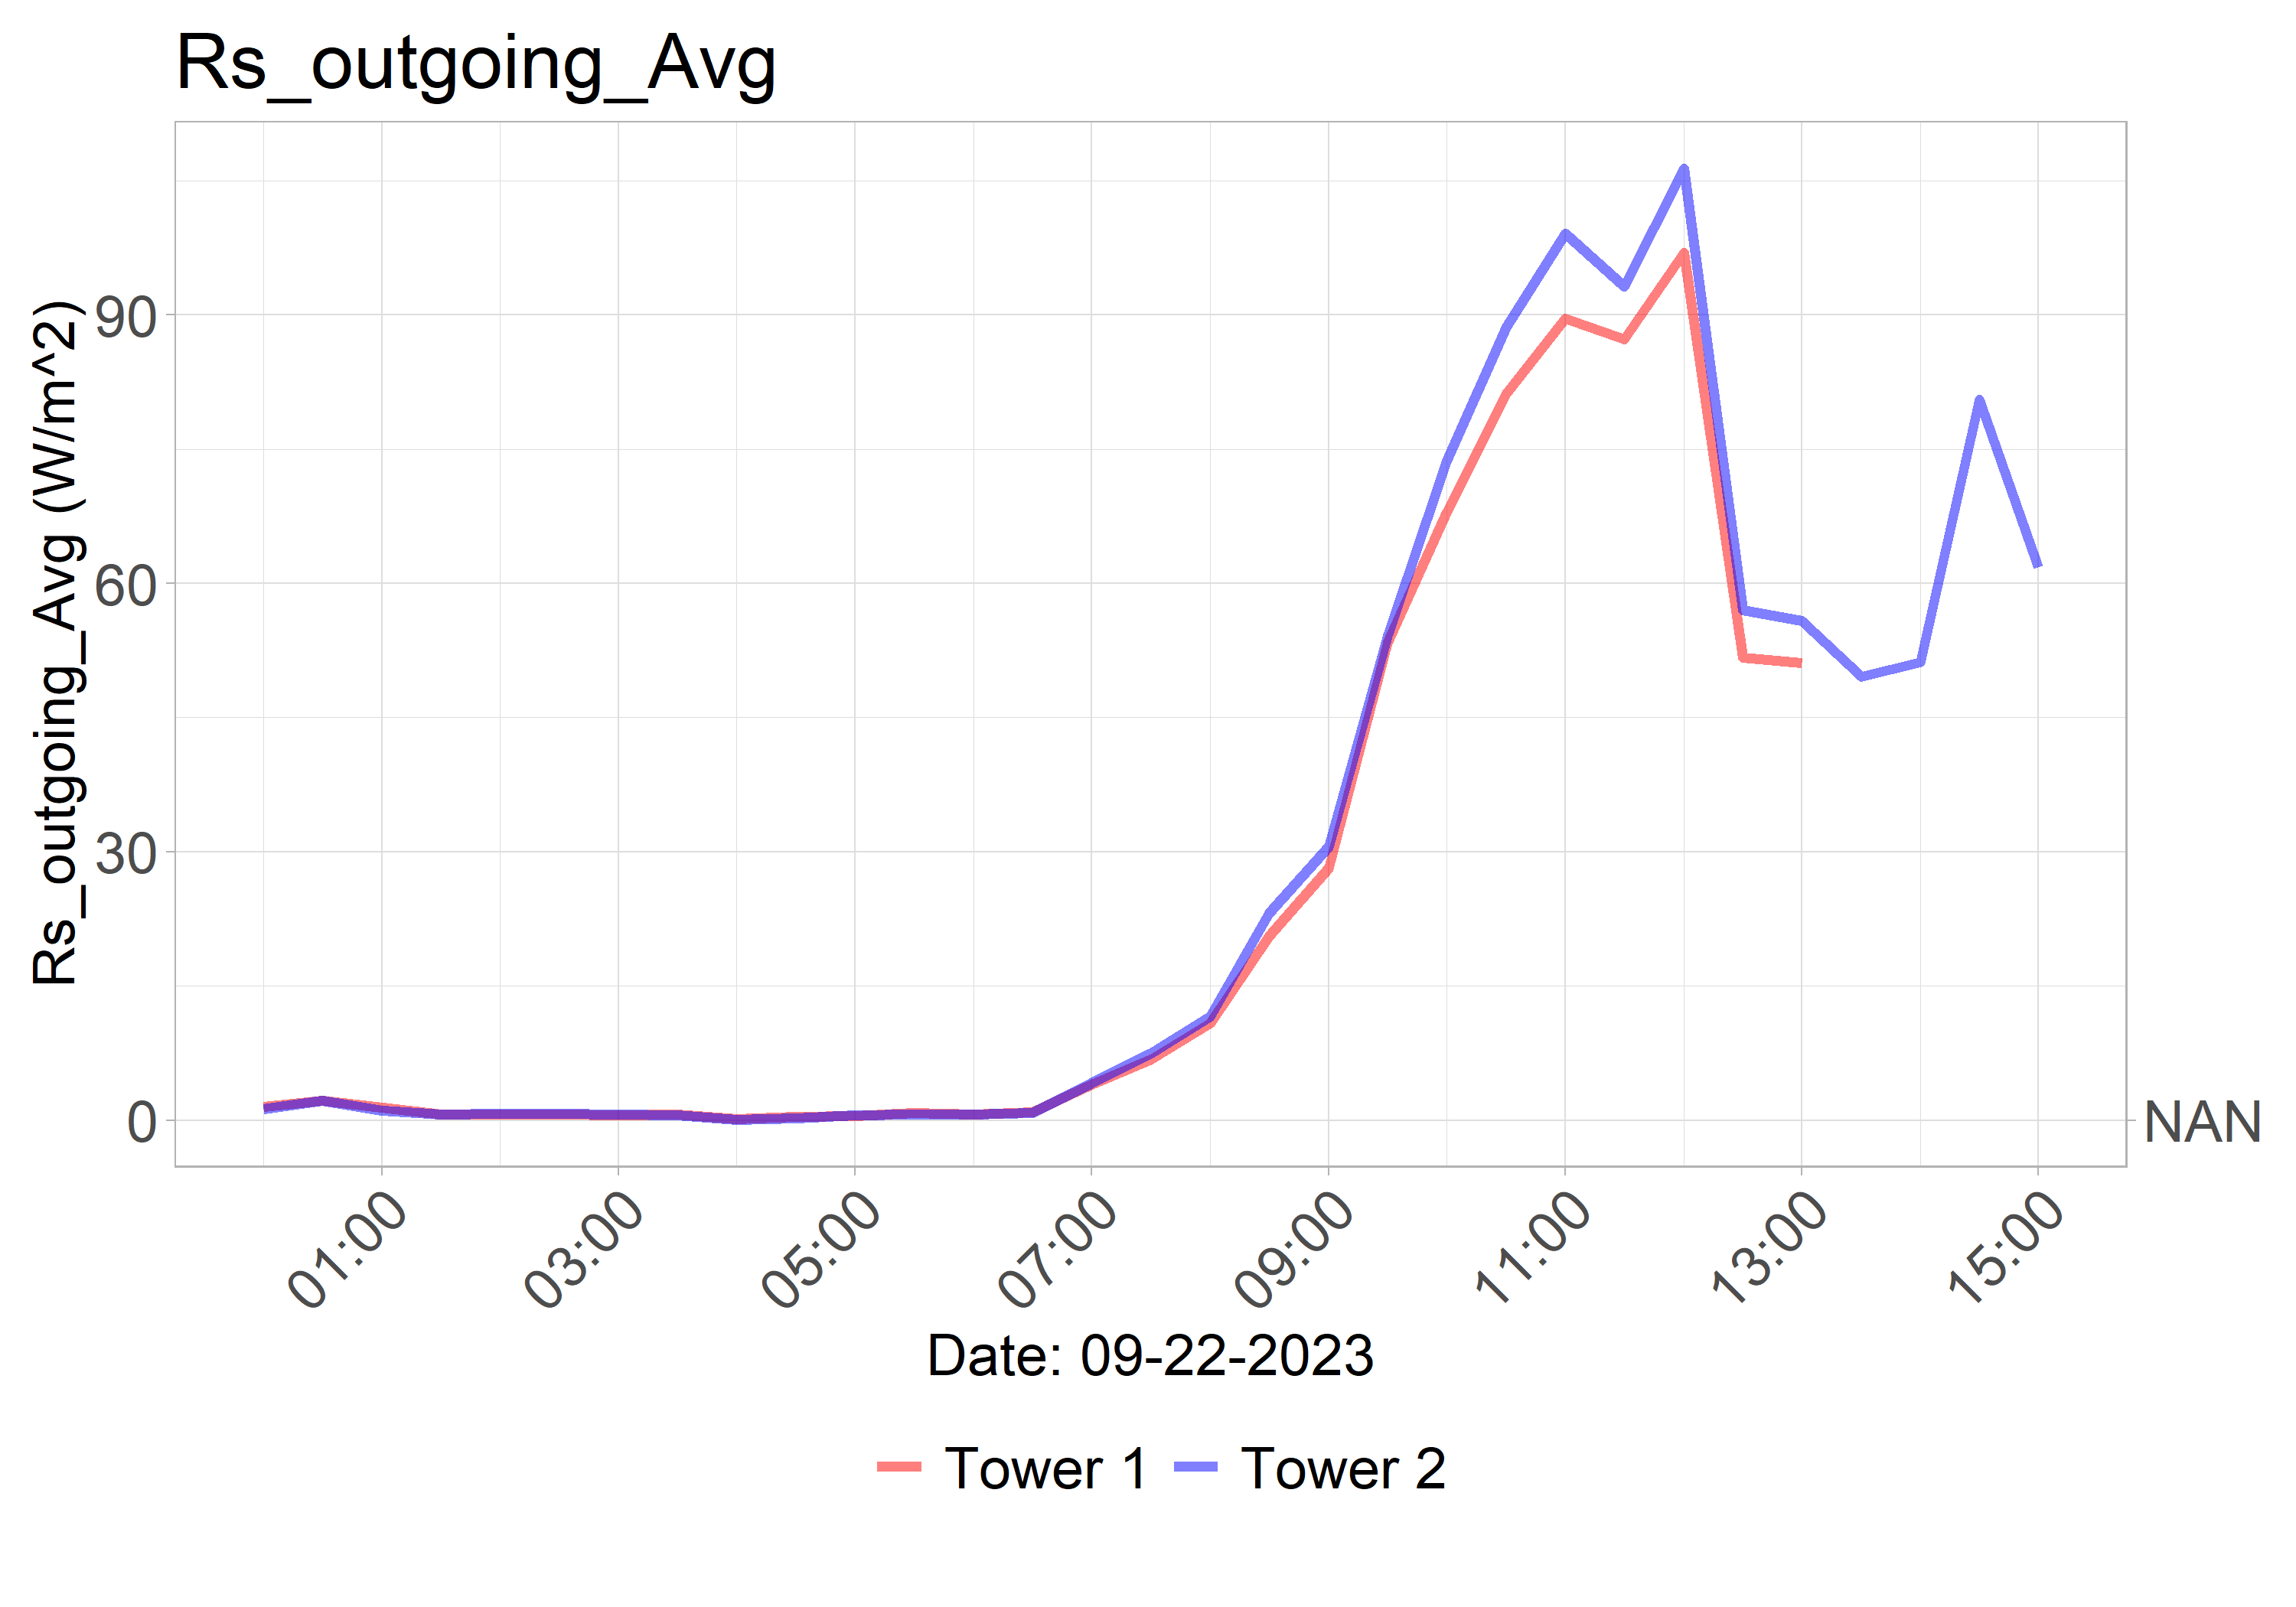 Rs_outgoing_Avg
Rs_outgoing_Avg (W/m^2)
90
60
30
0
NAN
01:00 03:00 05:00 07:00 09:00 11:00 13:00 15:00
Date: 09-22-2023
Tower 1 Tower 2